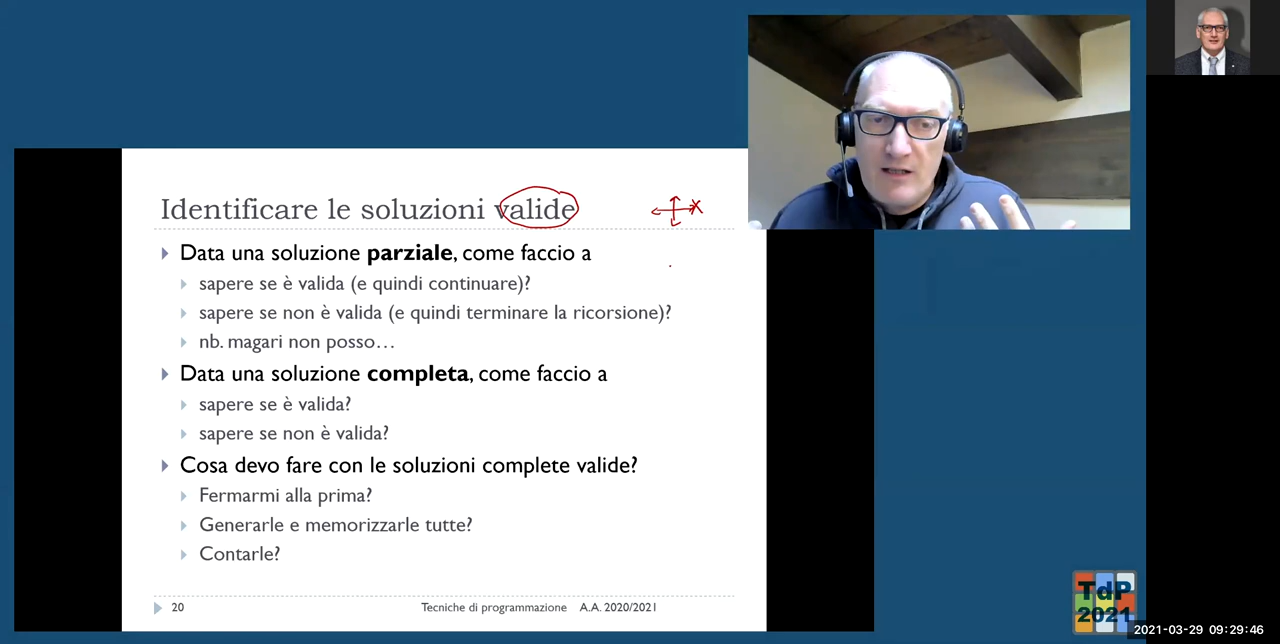 Identificare le soluzioni valide
Data una soluzione parziale, come faccio a
sapere se è valida (e quindi continuare)?
sapere se non è valida (e quindi terminare la ricorsione)?
nb. magari non posso…
Data una soluzione completa, come faccio a
sapere se è valida?
sapere se non è valida?
Cosa devo fare con le soluzioni complete valide?
Fermarmi alla prima?
Generarle e memorizzarle tutte?
Contarle?
20 Tecniche di programmazione A.A. 2020/2021
TdP
2021
2021-03-29 09:29:46